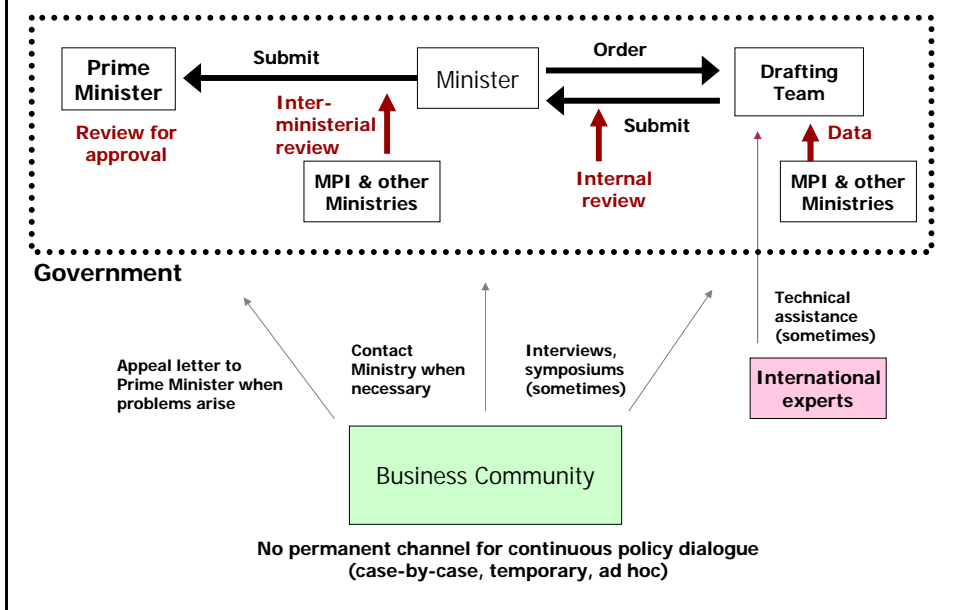 Prime
Minister
Submit
Minister
Order
Drafting
Team
Review for
approval
Inter-
ministerial
review
Submit
Data
MPI & other
Ministries
Internal
review
MPI & other
Ministries
Government
Appeal letter to
Prime Minister when
problems arise
Contact
Ministry when
necessary
Interviews,
symposiums
(sometimes)
Technical
assistance
(sometimes)
International
experts
Business Community
No permanent channel for continuous policy dialogue
(case-by-case, temporary, ad hoc)